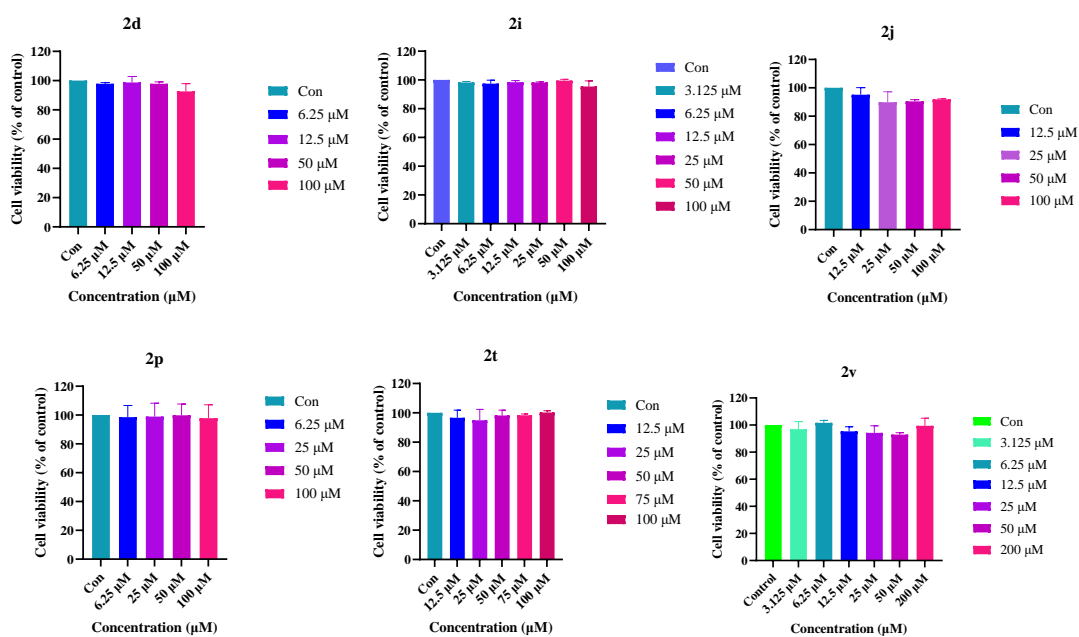 2d
Cell viability (% of control)
120
100
80
60
40
20
0
Con
6.25 μM
12.5 μM
50 μM
100 μM
Concentration (μM)
Con
6.25 μM
12.5 μM
50 μM
100 μM
2i
Cell viability (% of control)
120
100
80
60
40
20
0
Con
3.125 μM
6.25 μM
12.5 μM
25 μM
50 μM
100 μM
Concentration (μM)
Con
3.125 μM
6.25 μM
12.5 μM
25 μM
50 μM
100 μM
2j
Cell viability (% of control)
120
100
80
60
40
20
0
Con
12.5 μM
25 μM
50 μM
100 μM
Concentration (μM)
Con
12.5 μM
25 μM
50 μM
100 μM
2p
Cell viability (% of control)
120
100
80
60
40
20
0
Con
6.25 μM
25 μM
50 μM
100 μM
Concentration (μM)
Con
6.25 μM
25 μM
50 μM
100 μM
2t
Cell viability (% of control)
120
100
80
60
40
20
0
Con
12.5 μM
25 μM
50 μM
75 μM
100 μM
Concentration (μM)
Con
12.5 μM
25 μM
50 μM
75 μM
100 μM
2v
Cell viability (% of control)
120
100
80
60
40
20
0
Control
3.125 μM
6.25 μM
12.5 μM
25 μM
50 μM
200 μM
Concentration (μM)
Con
3.125 μM
6.25 μM
12.5 μM
25 μM
50 μM
200 μM